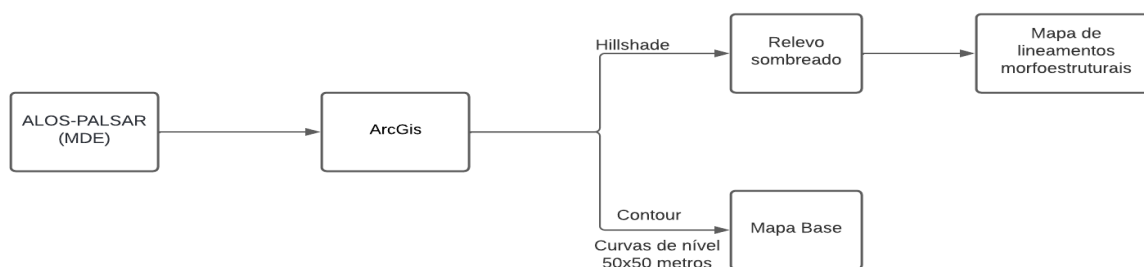 ALOS-PALSAR
(MDE)
ArcGis
Hillshade
Relevo
sombreado
Mapa de
lineamentos
morfoestruturais
Contour
Curvas de nível
50x50 metros
Mapa Base